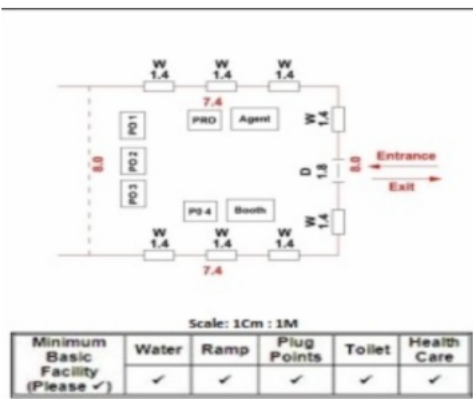 W W W
1.4 1.4 1.4
7.4
PRO Agent
W 1.4
PO 1
PO 2
PO 3
8.0
D 1.8
8.0
Entrance
Exit
W 1.4
P0 4 Booth
W W W
1.4 1.4 1.4
7.4
Scale: 1Cm : 1M
Minimum Basic Facility (Please ✓)
Water
Ramp
Plug Points
Toilet
Health Care
✓ ✓ ✓ ✓ ✓